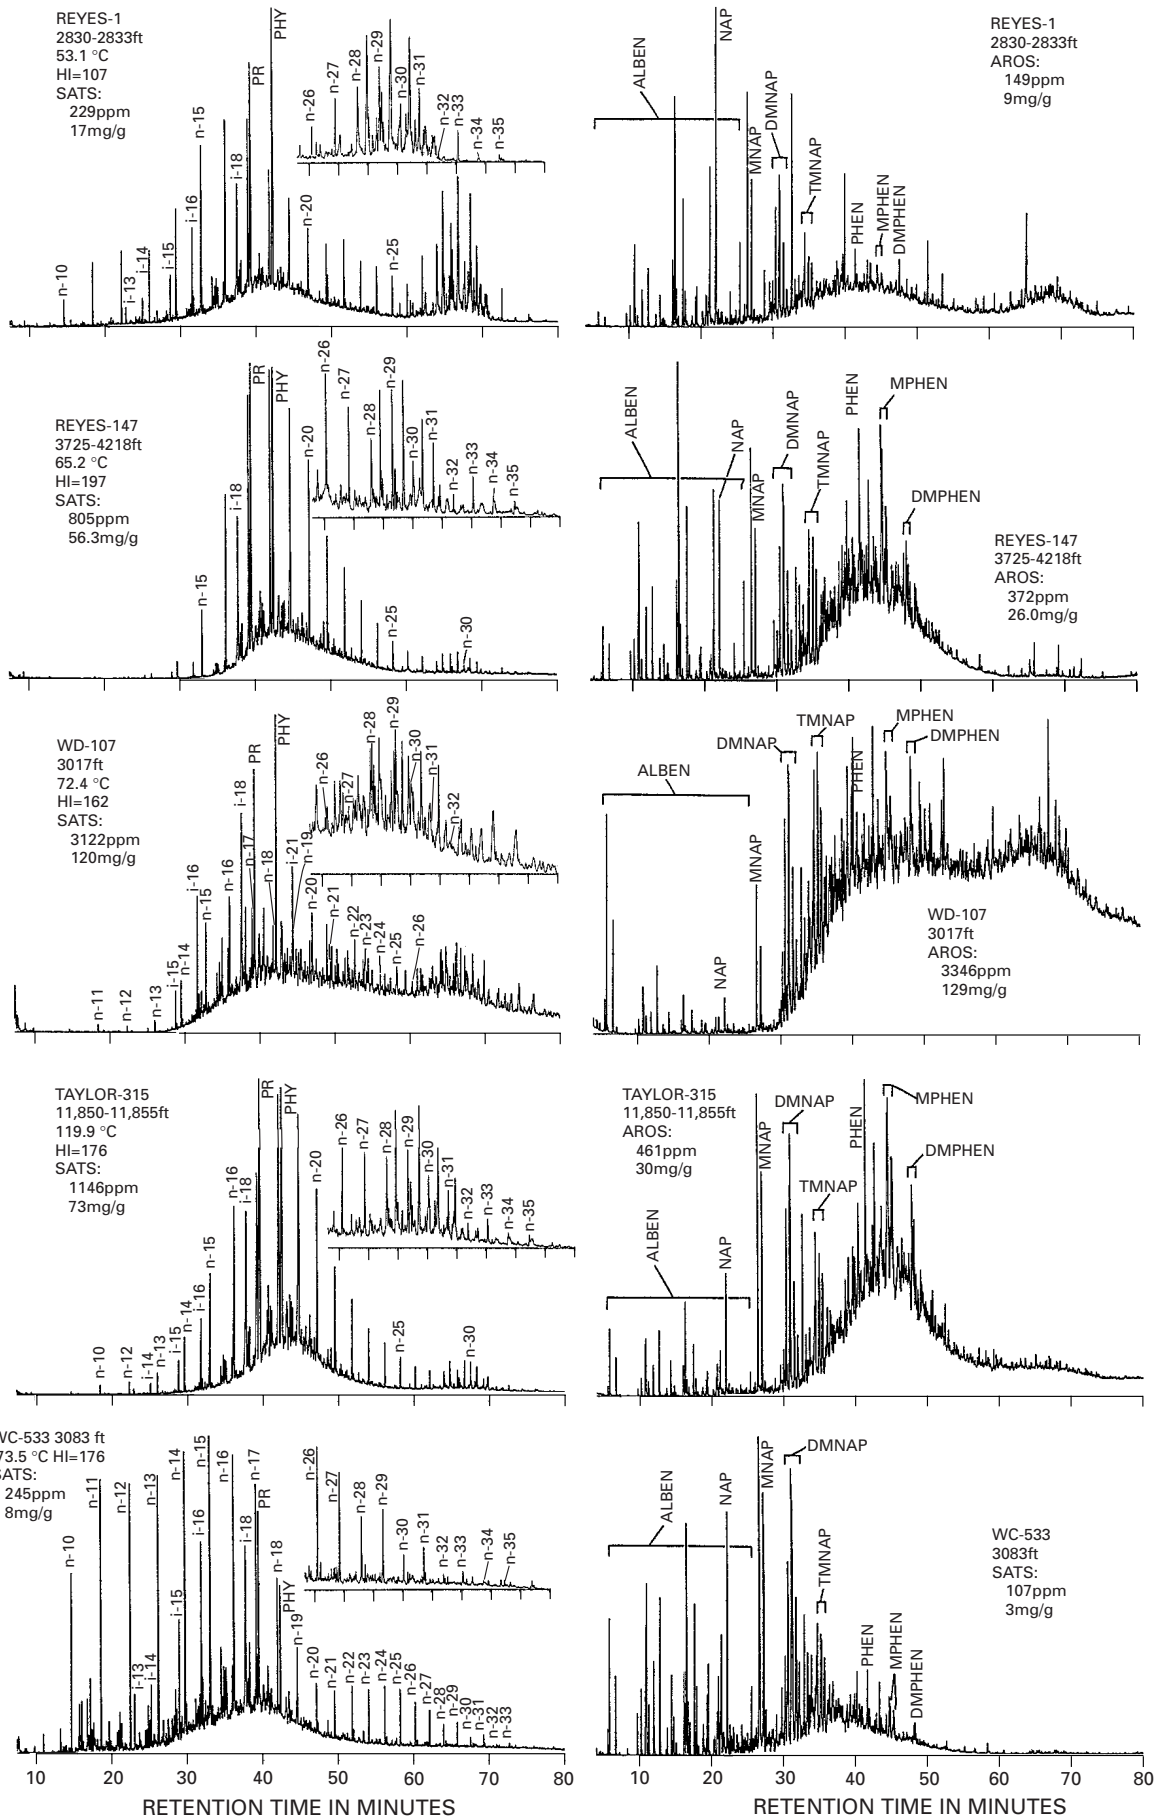 REYES-1
2830-2833ft
53.1 °C
HI=107
SATS:
229ppm
17mg/g
n-10
i-13
i-14
i-15
i-16
n-15
i-18
PR
PHY
n-20
n-25
n-26
n-27
n-28
n-29
n-30
n-31
n-32
n-33
n-34
n-35
REYES-1
2830-2833ft
AROS:
149ppm
9mg/g
ALBEN
NAP
MNAP
DMNAP
TMNAP
PHEN
MPHEN
DMPHEN
REYES-147
3725-4218ft
65.2 °C
HI=197
SATS:
805ppm
56.3mg/g
n-15
i-18
PR
PHY
n-20
n-25
n-30
n-26
n-27
n-28
n-29
n-30
n-31
n-32
n-33
n-34
n-35
ALBEN
NAP
MNAP
DMNAP
TMNAP
PHEN
MPHEN
DMPHEN
REYES-147
3725-4218ft
AROS:
372ppm
26.0mg/g
WD-107
3017ft
72.4 °C
HI=162
SATS:
3122ppm
120mg/g
n-11
n-12
n-13
i-15
n-14
i-16
n-15
n-16
i-18
n-17
PR
n-18
PHY
i-21
n-19
n-20
n-21
n-22
n-23
n-24
n-25
n-26
n-26
n-27
n-28
n-29
n-30
n-31
n-32
ALBEN
NAP
MNAP
DMNAP
TMNAP
PHEN
MPHEN
DMPHEN
WD-107
3017ft
AROS:
3346ppm
129mg/g
TAYLOR-315
11,850-11,855ft
119.9 °C
HI=176
SATS:
1146ppm
73mg/g
n-10
n-12
i-14
n-13
i-15
n-14
i-16
n-15
n-16
i-18
PR
PHY
n-20
n-25
n-30
n-26
n-27
n-28
n-29
n-30
n-31
n-32
n-33
n-34
n-35
TAYLOR-315
11,850-11,855ft
AROS:
461ppm
30mg/g
ALBEN
NAP
MNAP
DMNAP
TMNAP
PHEN
MPHEN
DMPHEN
WC-533 3083 ft
73.5 °C HI=176
SATS:
245ppm
8mg/g
n-10
n-11
n-12
i-13
i-14
n-13
i-15
n-14
i-16
n-15
n-16
i-18
n-17
PR
n-18
PHY
n-19
n-20
n-21
n-22
n-23
n-24
n-25
n-26
n-27
n-28
n-29
n-30
n-31
n-32
n-33
n-26
n-27
n-28
n-29
n-30
n-31
n-32
n-33
n-34
n-35
ALBEN
NAP
MNAP
DMNAP
TMNAP
PHEN
MPHEN
DMPHEN
WC-533
3083ft
SATS:
107ppm
3mg/g
10 20 30 40 50 60 70 80
RETENTION TIME IN MINUTES
10 20 30 40 50 60 70 80
RETENTION TIME IN MINUTES